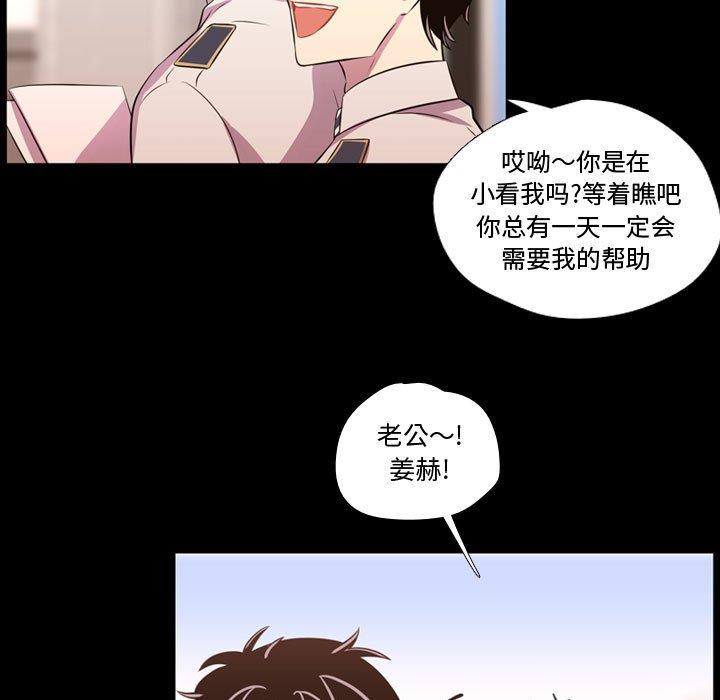 哎呦～你是在
小看我吗?等着瞧吧
你总有一天一定会
需要我的帮助
老公～!
姜赫!